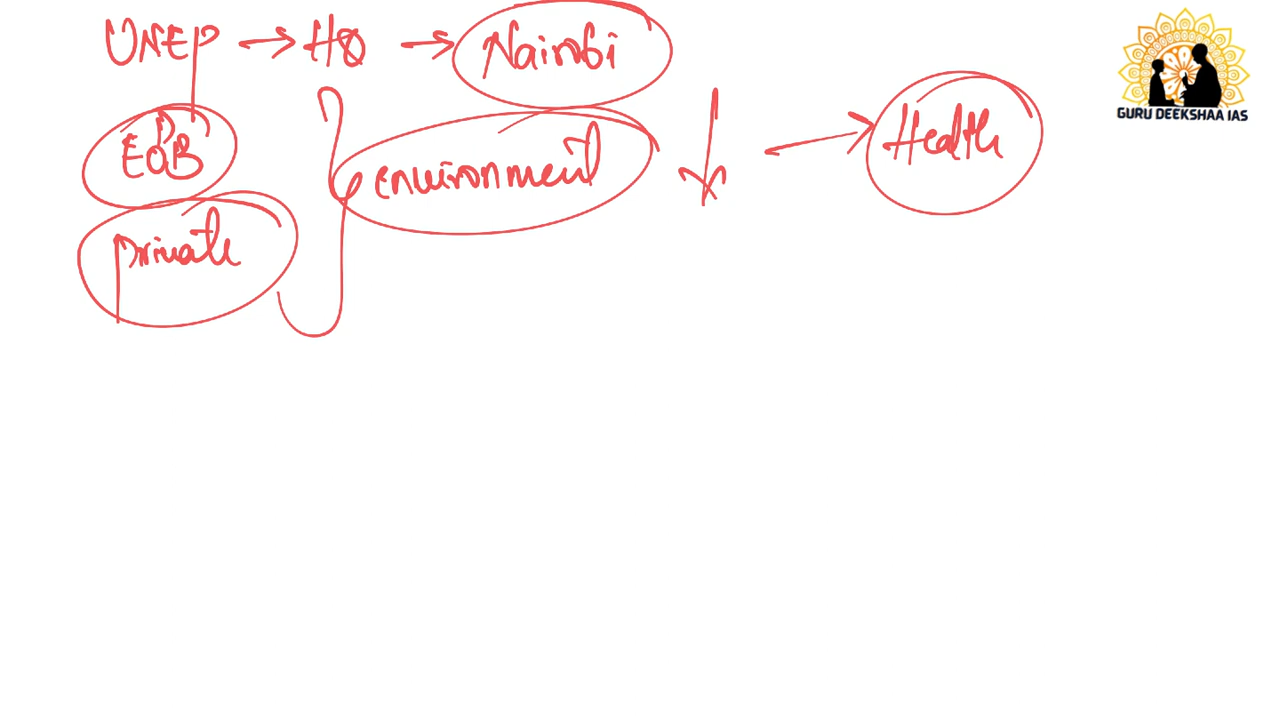 UNEP → HQ → Nairobi
EOB environment ↓ → Health
private
GURU DEEKSHAA IAS